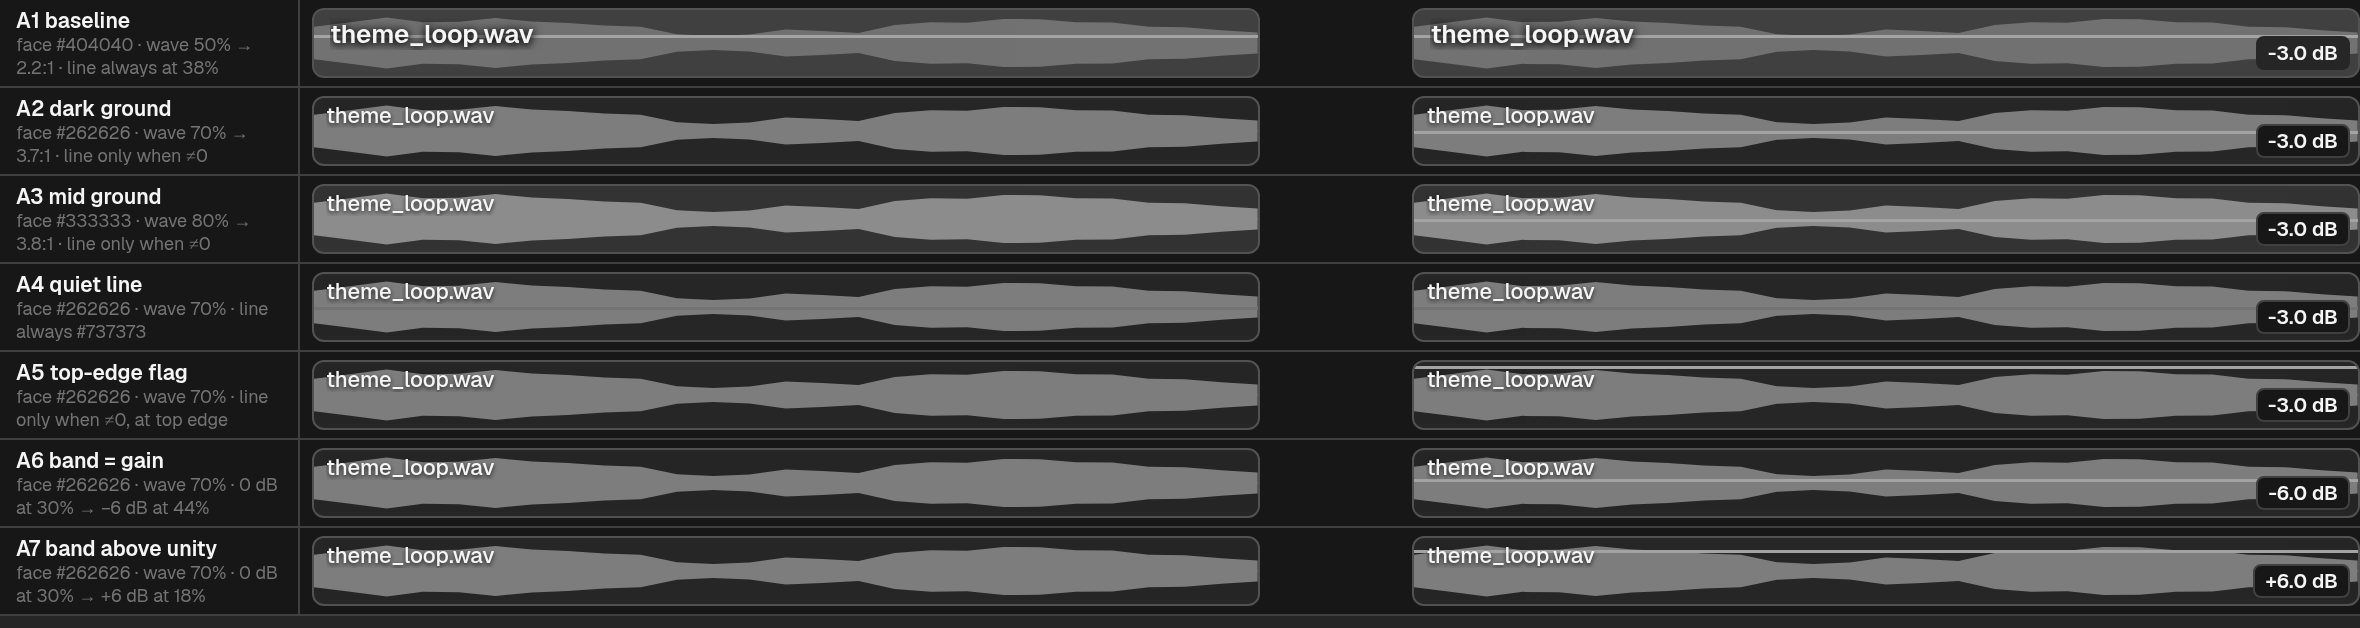 A1 baseline
face #404040 · wave 50% →
2.2:1 · line always at 38%
theme_loop.wav
theme_loop.wav
-3.0 dB
A2 dark ground
face #262626 · wave 70% →
3.7:1 · line only when ≠0
theme_loop.wav
theme_loop.wav
-3.0 dB
A3 mid ground
face #333333 · wave 80% →
3.8:1 · line only when ≠0
theme_loop.wav
theme_loop.wav
-3.0 dB
A4 quiet line
face #262626 · wave 70% · line
always #737373
theme_loop.wav
theme_loop.wav
-3.0 dB
A5 top-edge flag
face #262626 · wave 70% · line
only when ≠0, at top edge
theme_loop.wav
theme_loop.wav
-3.0 dB
A6 band = gain
face #262626 · wave 70% · 0 dB
at 30% → −6 dB at 44%
theme_loop.wav
theme_loop.wav
-6.0 dB
A7 band above unity
face #262626 · wave 70% · 0 dB
at 30% → +6 dB at 18%
theme_loop.wav
theme_loop.wav
+6.0 dB